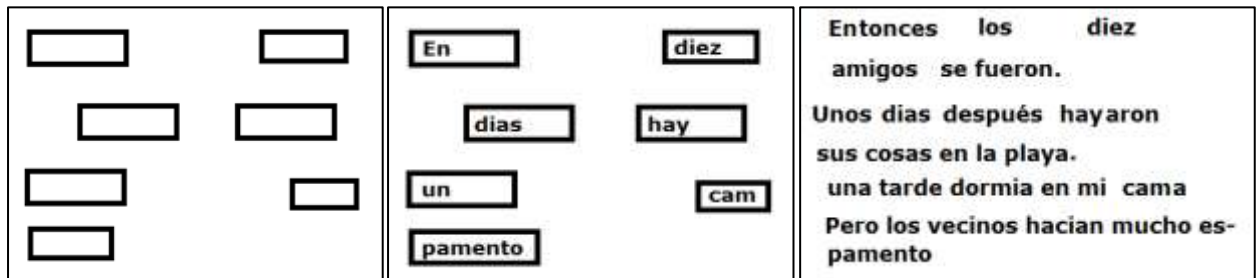 En diez
dias hay
un cam
pamento
Entonces los diez
amigos se fueron.
Unos dias después hayaron
sus cosas en la playa.
una tarde dormia en mi cama
Pero los vecinos hacian mucho es-
pamento